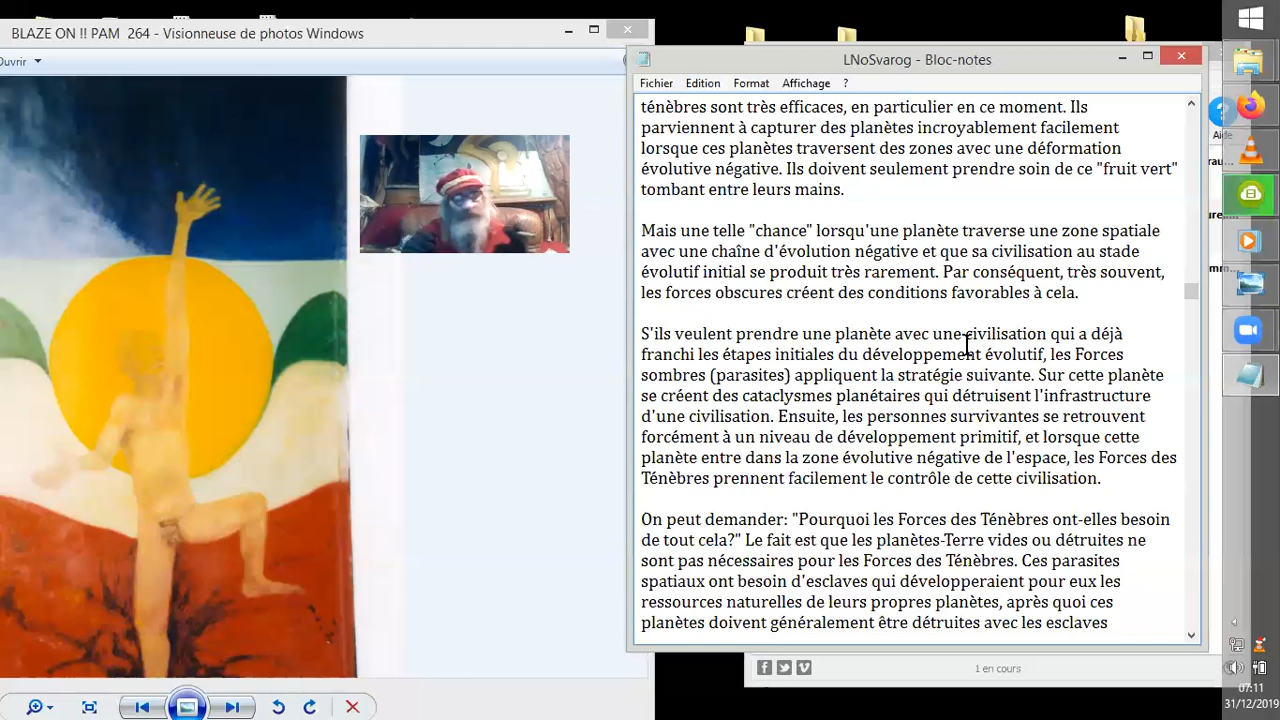 BLAZE ON !! PAM 264 - Visionneuse de photos Windows
Ouvrir
LNoSvarog - Bloc-notes
Fichier Edition Format Affichage ?
ténèbres sont très efficaces, en particulier en ce moment. Ils
parviennent à capturer des planètes incroyablement facilement
lorsque ces planètes traversent des zones avec une déformation
évolutive négative. Ils doivent seulement prendre soin de ce "fruit vert"
tombant entre leurs mains.
Mais une telle "chance" lorsqu'une planète traverse une zone spatiale
avec une chaîne d'évolution négative et que sa civilisation au stade
évolutif initial se produit très rarement. Par conséquent, très souvent,
les forces obscures créent des conditions favorables à cela.
S'ils veulent prendre une planète avec une civilisation qui a déjà
franchi les étapes initiales du développement évolutif, les Forces
sombres (parasites) appliquent la stratégie suivante. Sur cette planète
se créent des cataclysmes planétaires qui détruisent l'infrastructure
d'une civilisation. Ensuite, les personnes survivantes se retrouvent
forcément à un niveau de développement primitif, et lorsque cette
planète entre dans la zone évolutive négative de l'espace, les Forces des
Ténèbres prennent facilement le contrôle de cette civilisation.
On peut demander: "Pourquoi les Forces des Ténèbres ont-elles besoin
de tout cela?" Le fait est que les planètes-Terre vides ou détruites ne
sont pas nécessaires pour les Forces des Ténèbres. Ces parasites
spatiaux ont besoin d'esclaves qui développeraient pour eux les
ressources naturelles de leurs propres planètes, après quoi ces
planètes doivent généralement être détruites avec les esclaves
1 en cours
Aide
07:11
31/12/2019